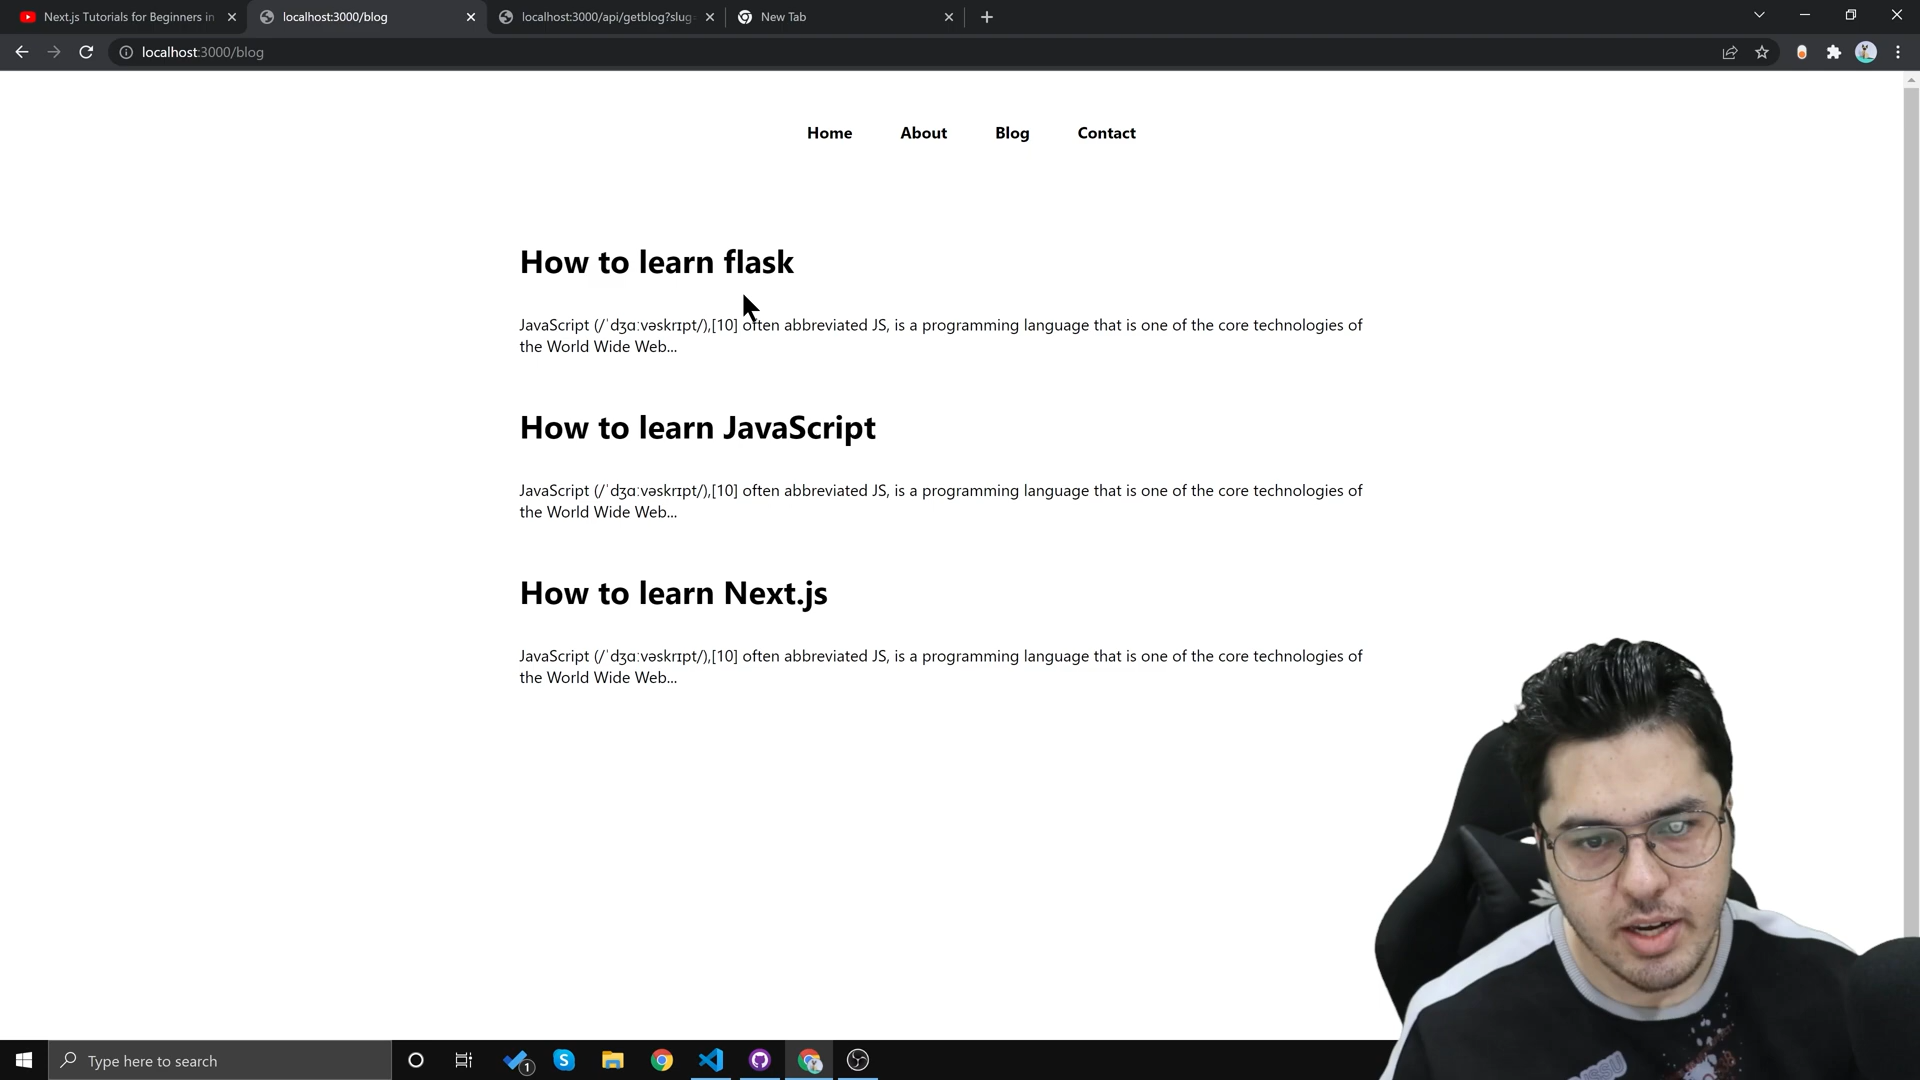 Next.js Tutorials for Beginners in
localhost:3000/blog
localhost:3000/api/getblog?slug=
New Tab
localhost:3000/blog
Home About Blog Contact
How to learn flask
JavaScript (/ˈdʒɑːvəskrɪpt/),[10] often abbreviated JS, is a programming language that is one of the core technologies of
the World Wide Web...
How to learn JavaScript
JavaScript (/ˈdʒɑːvəskrɪpt/),[10] often abbreviated JS, is a programming language that is one of the core technologies of
the World Wide Web...
How to learn Next.js
JavaScript (/ˈdʒɑːvəskrɪpt/),[10] often abbreviated JS, is a programming language that is one of the core technologies of
the World Wide Web...
Type here to search
1
S